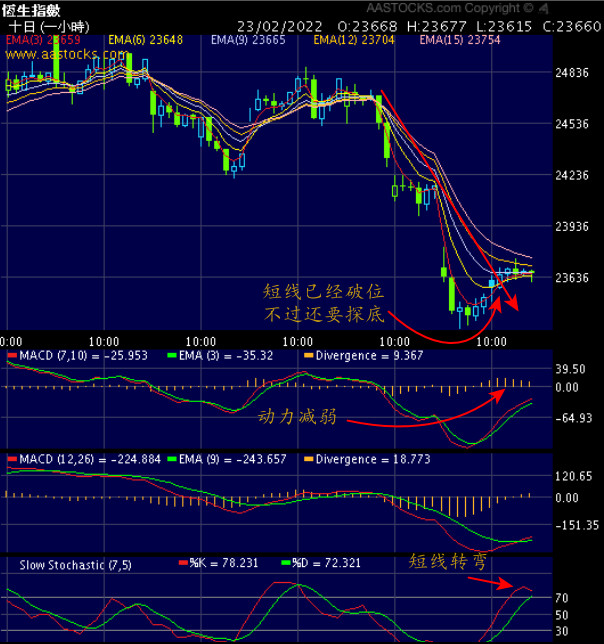 恆生指數
AASTOCKS.com Copyright ©
十日 (一小時) 23/02/2022 O:23668 H:23677 L:23615 C:23660
EMA(3) 23659 EMA(6) 23648 EMA(9) 23665 EMA(12) 23704 EMA(15) 23754
www.aastocks.com
24836
24536
24236
23936
23636
短线已经破位
不过还要探底
0:00 10:00 10:00 10:00 10:00 10:00
MACD (7,10) = -25.953 EMA (3) = -35.32 Divergence = 9.367
39.50
0.00
-64.93
动力减弱
MACD (12,26) = -224.884 EMA (9) = -243.657 Divergence = 18.773
120.65
0.00
-151.35
短线转弯
Slow Stochastic (7,5) %K = 78.231 %D = 72.321
70
50
30